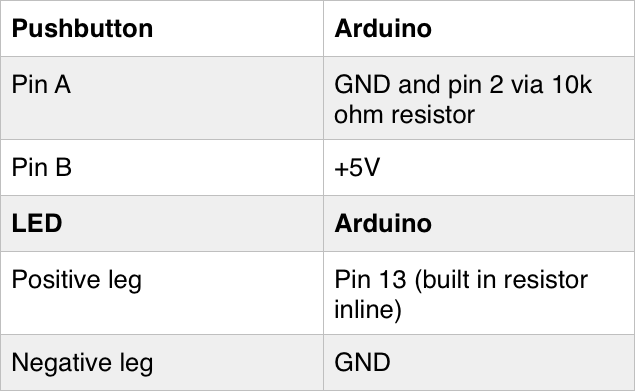 Pushbutton Arduino
Pin A GND and pin 2 via 10k
ohm resistor
Pin B +5V
LED Arduino
Positive leg Pin 13 (built in resistor
inline)
Negative leg GND